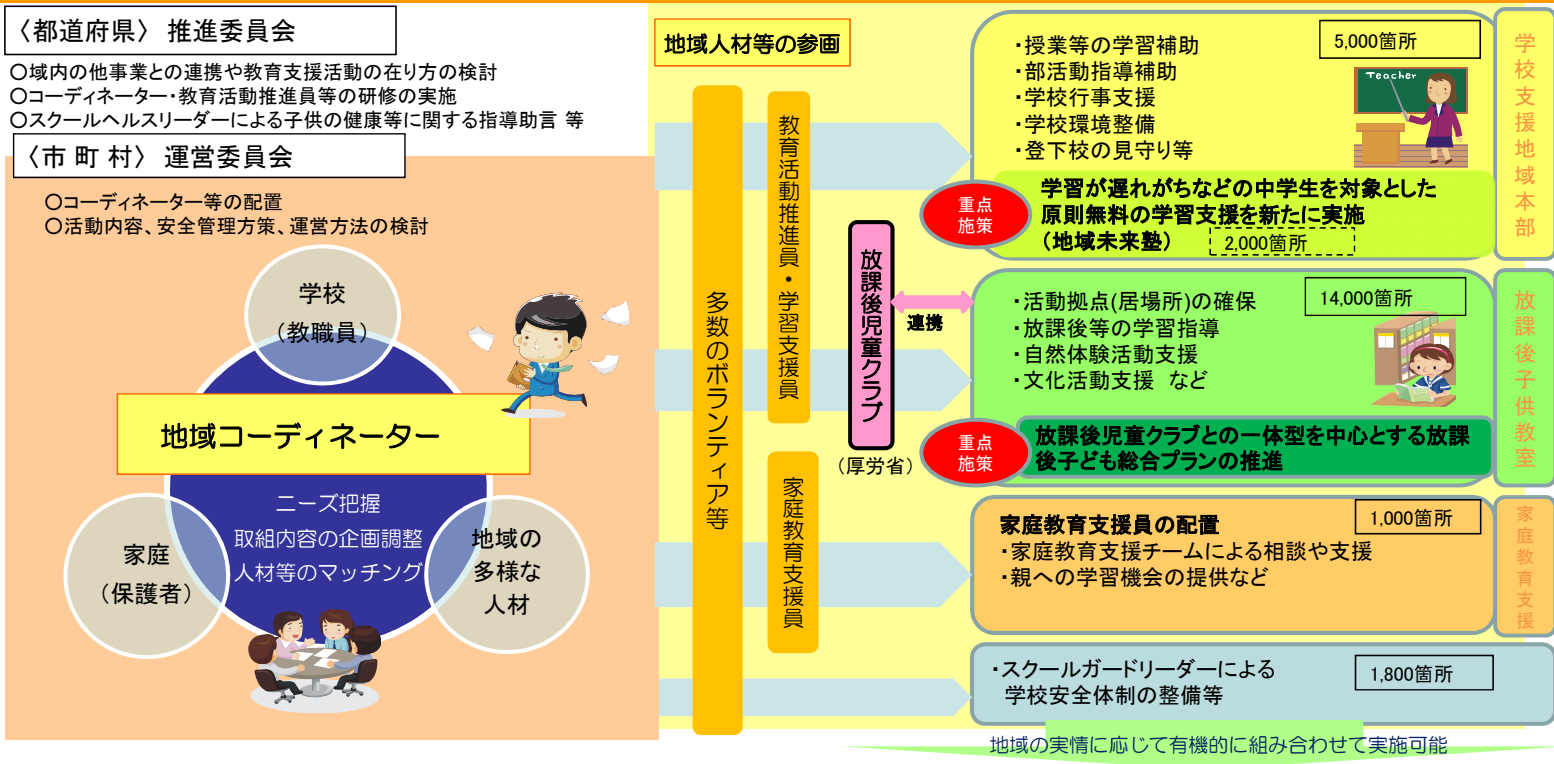 〈都道府県〉 推進委員会
○域内の他事業との連携や教育支援活動の在り方の検討
○コーディネーター・教育活動推進員等の研修の実施
○スクールヘルスリーダーによる子供の健康等に関する指導助言 等
〈市 町 村〉 運営委員会
○コーディネーター等の配置
○活動内容、安全管理方策、運営方法の検討
学校
(教職員)
地域コーディネーター
ニーズ把握
取組内容の企画調整
人材等のマッチング
家庭
(保護者)
地域の
多様な
人材
地域人材等の参画
多数のボランティア等
教育活動推進員・学習支援員
家庭教育支援員
放課後児童クラブ
(厚労省)
連携
・授業等の学習補助
・部活動指導補助
・学校行事支援
・学校環境整備
・登下校の見守り等
5,000箇所
Teacher
重点
施策
学習が遅れがちなどの中学生を対象とした
原則無料の学習支援を新たに実施
(地域未来塾)
2,000箇所
学校支援地域本部
・活動拠点(居場所)の確保
・放課後等の学習指導
・自然体験活動支援
・文化活動支援 など
14,000箇所
重点
施策
放課後児童クラブとの一体型を中心とする放課
後子ども総合プランの推進
放課後子供教室
家庭教育支援員の配置
・家庭教育支援チームによる相談や支援
・親への学習機会の提供など
1,000箇所
家庭教育支援
・スクールガードリーダーによる
学校安全体制の整備等
1,800箇所
地域の実情に応じて有機的に組み合わせて実施可能